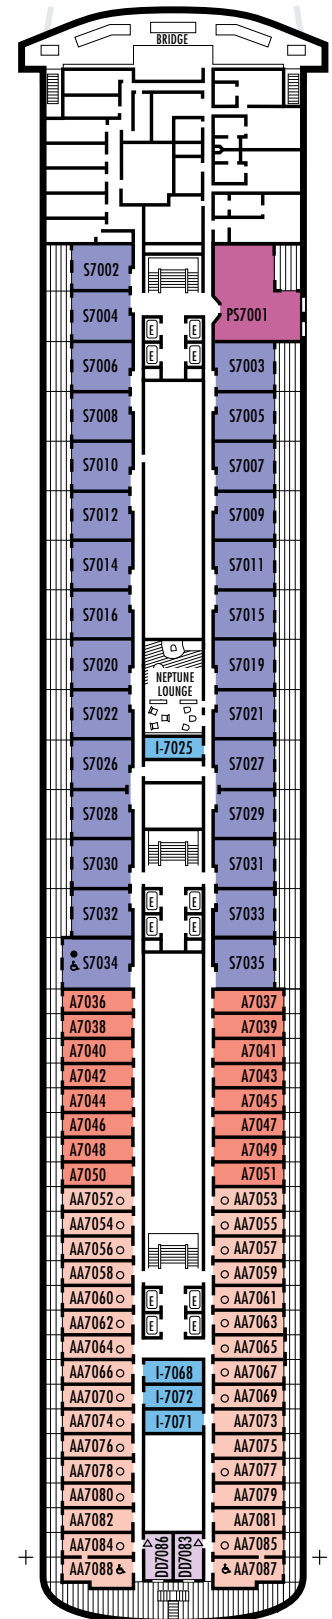 BRIDGE
S7002
S7004
PS7001
E E
E E
S7006
S7003
S7008
S7005
S7010
S7007
S7012
S7009
S7014
S7011
S7016
S7015
S7020
NEPTUNE
LOUNGE
S7019
S7022
S7021
S7026
I-7025
S7027
S7028
S7029
S7030
S7031
S7032
E E
E E
S7033
S7034
S7035
A7036
A7037
A7038
A7039
A7040
A7041
A7042
A7043
A7044
A7045
A7046
A7047
A7048
A7049
A7050
A7051
AA7052
AA7053
AA7054
AA7055
AA7056
AA7057
AA7058
AA7059
AA7060
E E
AA7061
AA7062
E E
AA7063
AA7064
AA7065
AA7066
I-7068
AA7067
AA7070
I-7072
AA7069
AA7074
I-7071
AA7073
AA7076
AA7075
AA7078
AA7077
AA7080
AA7079
AA7082
AA7081
AA7084
DD7086
DD7083
AA7085
AA7088
AA7087